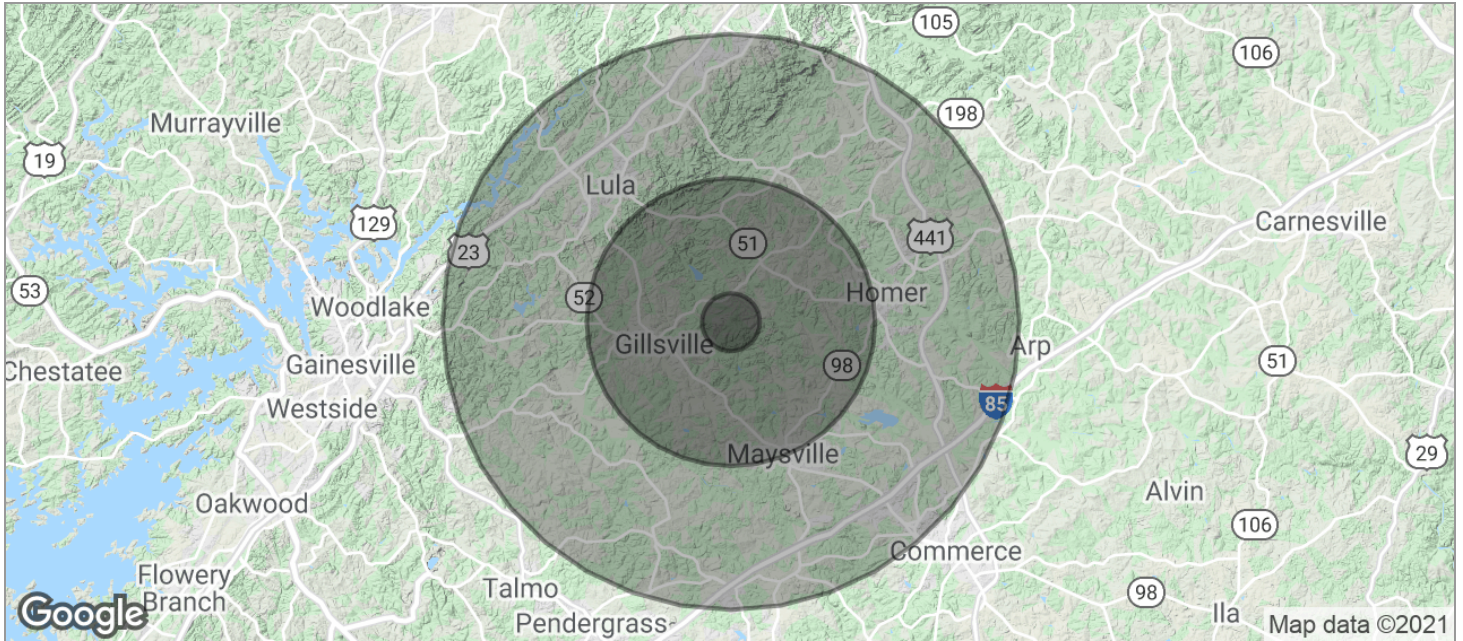 105
106
Murrayville
198
19
Lula
129
Carnesville
51
441
23
53
Homer
52
Woodlake
Gillsville
Arp
98
51
Gainesville
Chestatee
85
Westside
Maysville
29
Oakwood
Alvin
106
Commerce
Flowery
Branch
Talmo
98
Ila
Pendergrass
Google
Map data ©2021